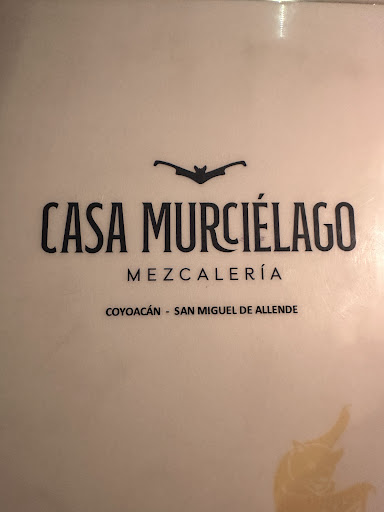 CASA MURCIÉLAGO
MEZCALERÍA
COYOACÁN - SAN MIGUEL DE ALLENDE